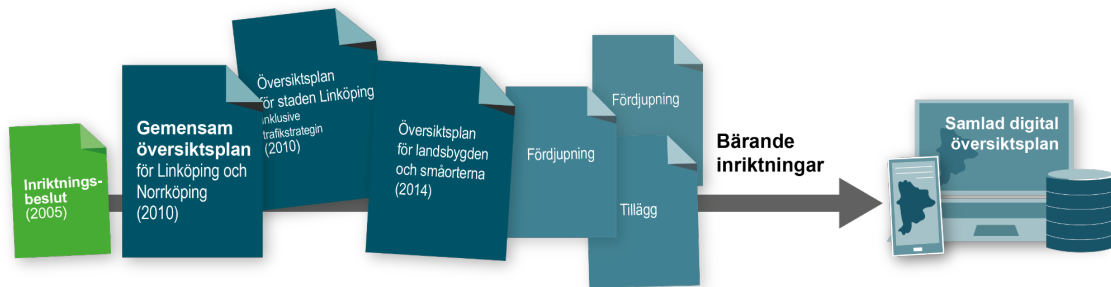 Inriktnings-
beslut
(2005)
Gemensam
översiktsplan
för Linköping och
Norrköping
(2010)
Översiktsplan
för staden Linköping
inklusive
trafikstrategin
(2010)
Översiktsplan
för landsbygden
och småorterna
(2014)
Fördjupning
Fördjupning
Tillägg
Bärande
inriktningar
Samlad digital
översiktsplan